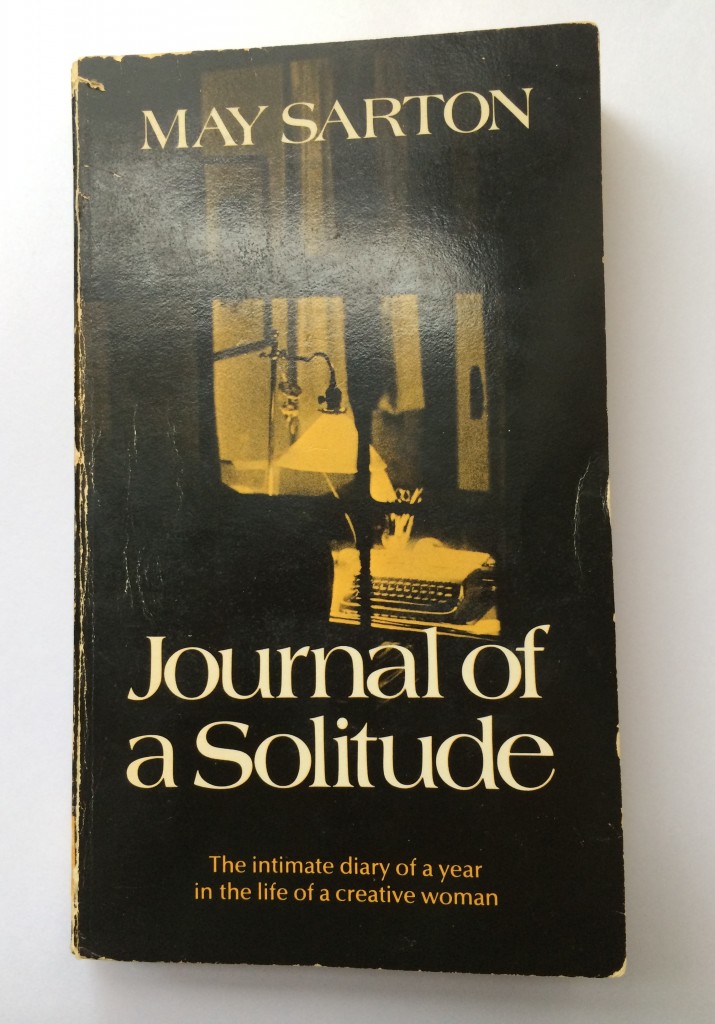 MAY SARTON
Journal of
a Solitude
The intimate diary of a year
in the life of a creative woman